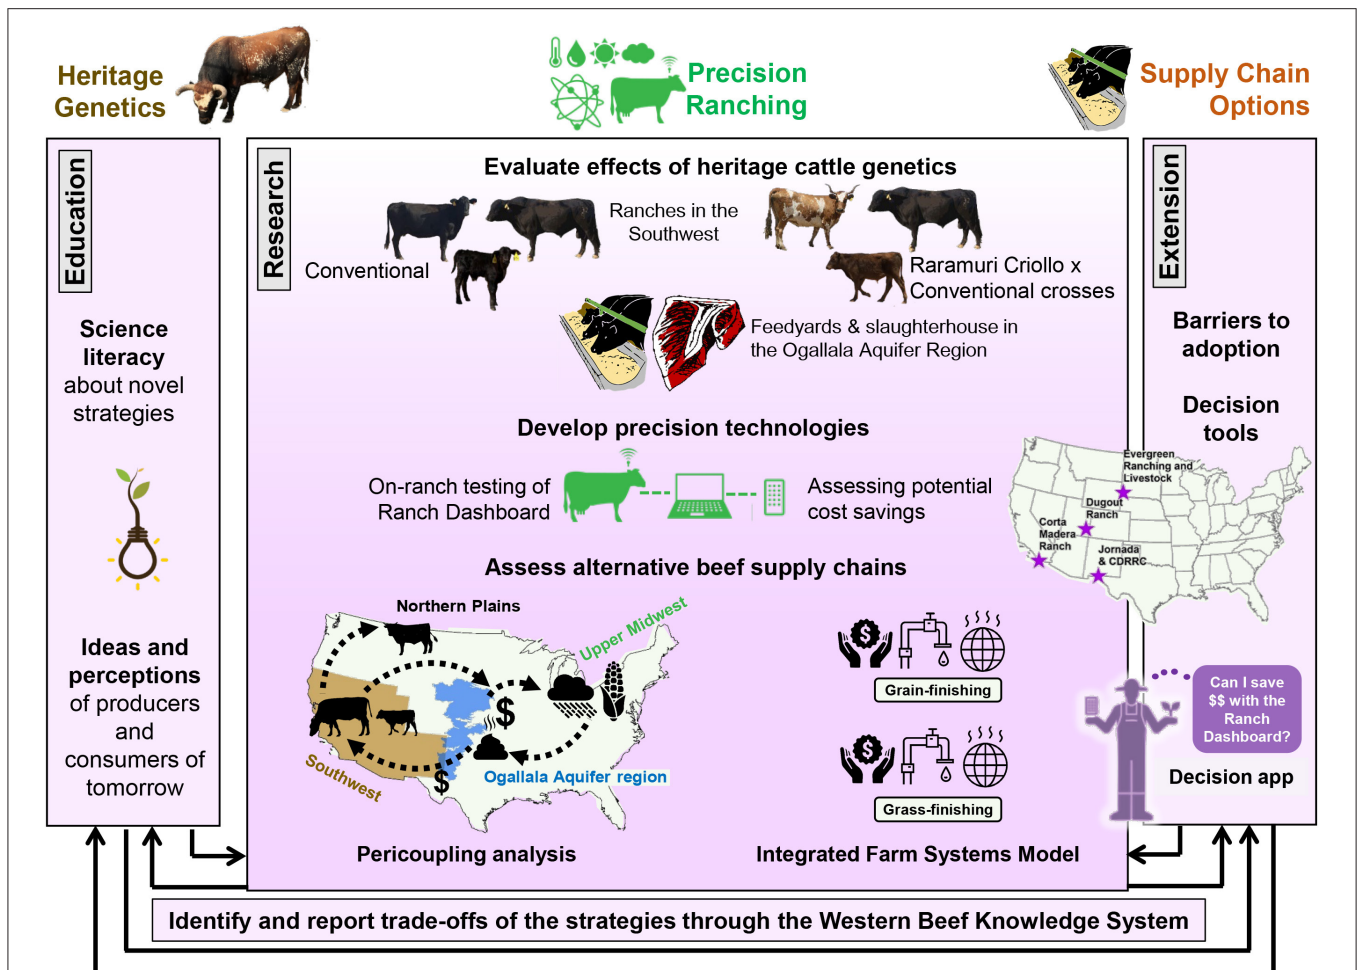 Heritage
Genetics
Precision
Ranching
Supply Chain
Options
Education
Science
literacy
about novel
strategies
Ideas and
perceptions
of producers
and
consumers of
tomorrow
Research
Evaluate effects of heritage cattle genetics
Ranches in the
Southwest
Conventional
Raramuri Criollo x
Conventional crosses
Feedyards & slaughterhouse in
the Ogallala Aquifer Region
Develop precision technologies
On-ranch testing of
Ranch Dashboard
Assessing potential
cost savings
Assess alternative beef supply chains
Northern Plains
Upper Midwest
$
$
Southwest
Ogallala Aquifer region
Pericoupling analysis
$
Grain-finishing
$
Grass-finishing
Integrated Farm Systems Model
Extension
Barriers to
adoption
Decision
tools
Evergreen
Ranching and
Livestock
Dugout
Ranch
Corta
Madera
Ranch
Jornada
& CDRRC
Can I save
$$ with the
Ranch
Dashboard?
Decision app
Identify and report trade-offs of the strategies through the Western Beef Knowledge System